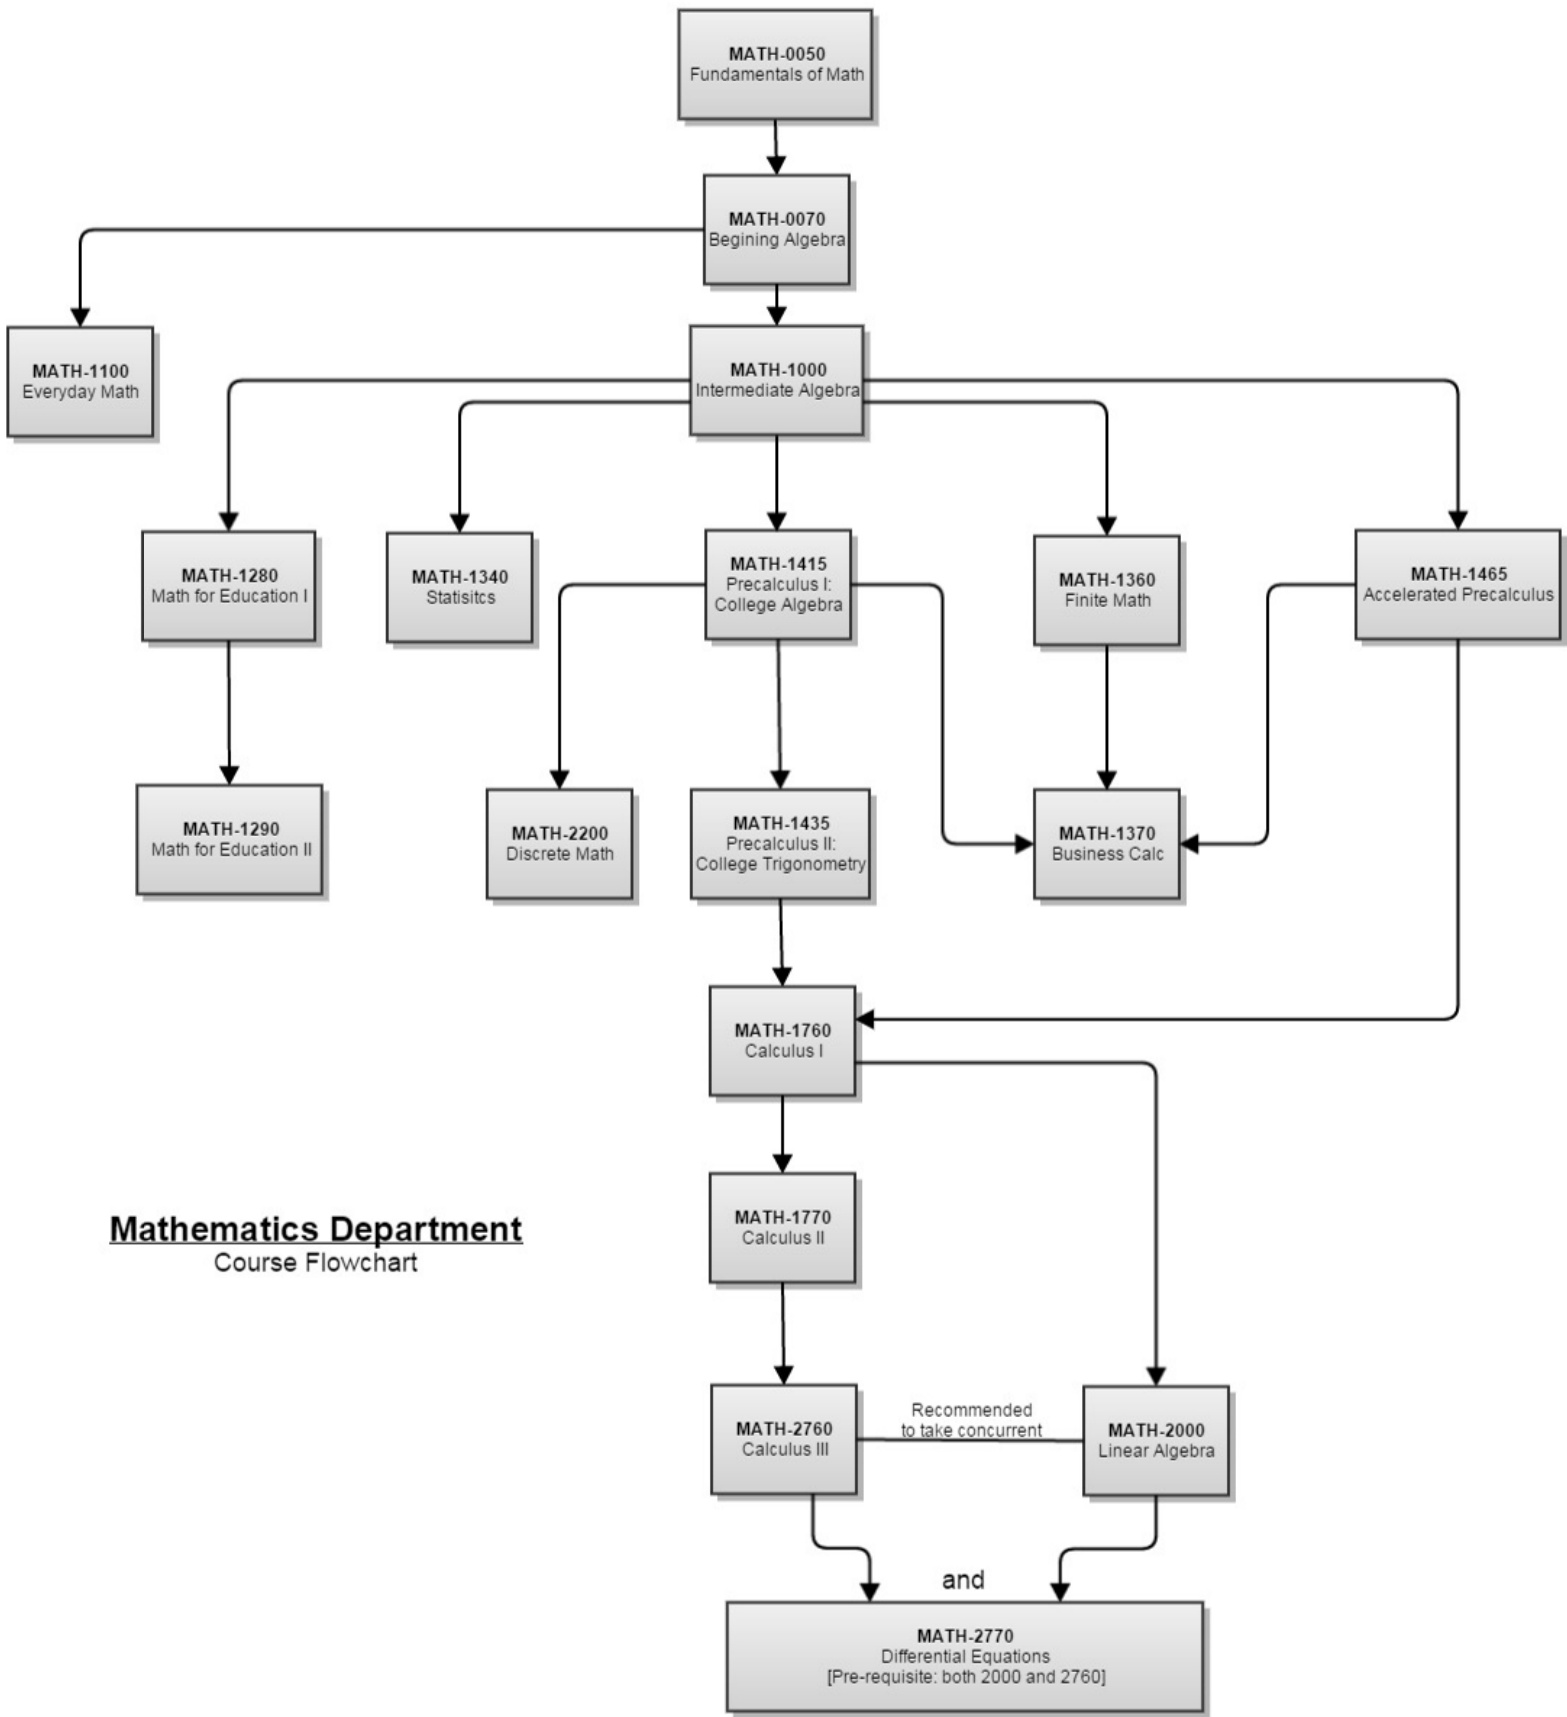 MATH-0050
Fundamentals of Math
MATH-0070
Begining Algebra
MATH-1100
Everyday Math
MATH-1000
Intermediate Algebra
MATH-1280
Math for Education I
MATH-1340
Statisitcs
MATH-1415
Precalculus I:
College Algebra
MATH-1360
Finite Math
MATH-1465
Accelerated Precalculus
MATH-1290
Math for Education II
MATH-2200
Discrete Math
MATH-1435
Precalculus II:
College Trigonometry
MATH-1370
Business Calc
MATH-1760
Calculus I
MATH-1770
Calculus II
Mathematics Department
Course Flowchart
MATH-2760
Calculus III
Recommended
to take concurrent
MATH-2000
Linear Algebra
and
MATH-2770
Differential Equations
[Pre-requisite: both 2000 and 2760]